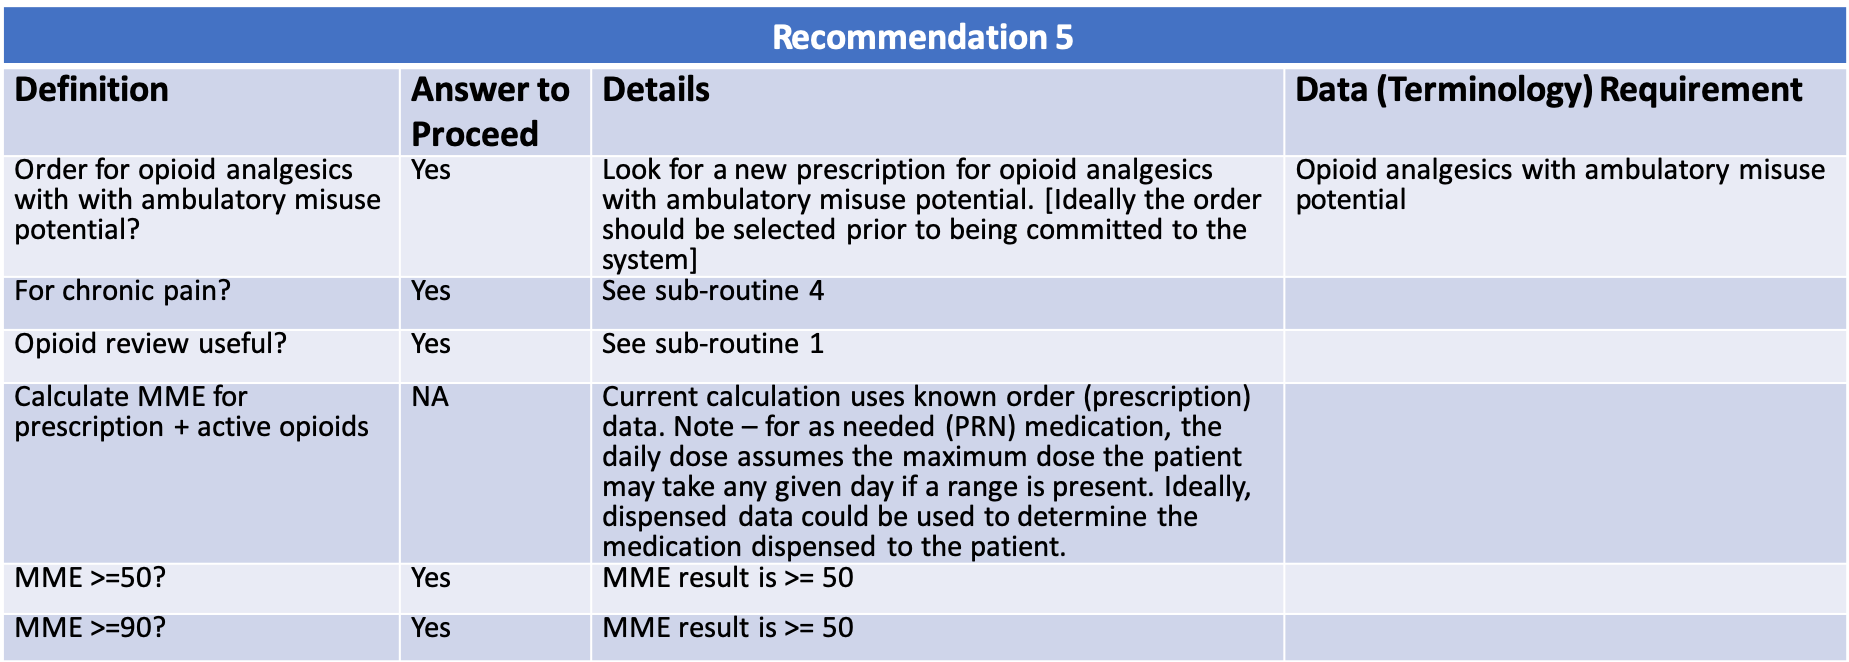 Recommendation 5
Definition
Answer to
Proceed
Details
Data (Terminology) Requirement
Order for opioid analgesics
with with ambulatory misuse
potential?
Yes
Look for a new prescription for opioid analgesics
with ambulatory misuse potential. [Ideally the order
should be selected prior to being committed to the
system]
Opioid analgesics with ambulatory misuse
potential
For chronic pain?
Yes
See sub-routine 4
Opioid review useful?
Yes
See sub-routine 1
Calculate MME for
prescription + active opioids
NA
Current calculation uses known order (prescription)
data. Note – for as needed (PRN) medication, the
daily dose assumes the maximum dose the patient
may take any given day if a range is present. Ideally,
dispensed data could be used to determine the
medication dispensed to the patient.
MME >=50?
Yes
MME result is >= 50
MME >=90?
Yes
MME result is >= 50